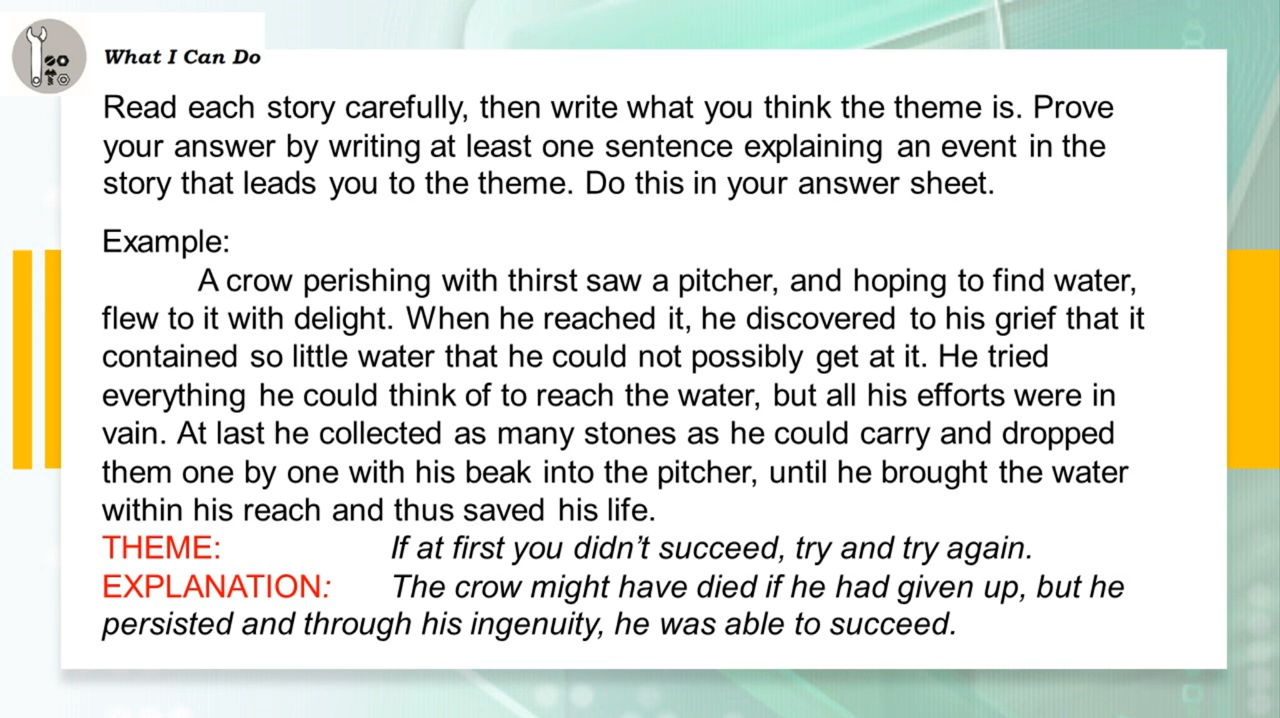 What I Can Do
Read each story carefully, then write what you think the theme is. Prove
your answer by writing at least one sentence explaining an event in the
story that leads you to the theme. Do this in your answer sheet.
Example:
A crow perishing with thirst saw a pitcher, and hoping to find water,
flew to it with delight. When he reached it, he discovered to his grief that it
contained so little water that he could not possibly get at it. He tried
everything he could think of to reach the water, but all his efforts were in
vain. At last he collected as many stones as he could carry and dropped
them one by one with his beak into the pitcher, until he brought the water
within his reach and thus saved his life.
THEME: If at first you didn’t succeed, try and try again.
EXPLANATION: The crow might have died if he had given up, but he
persisted and through his ingenuity, he was able to succeed.